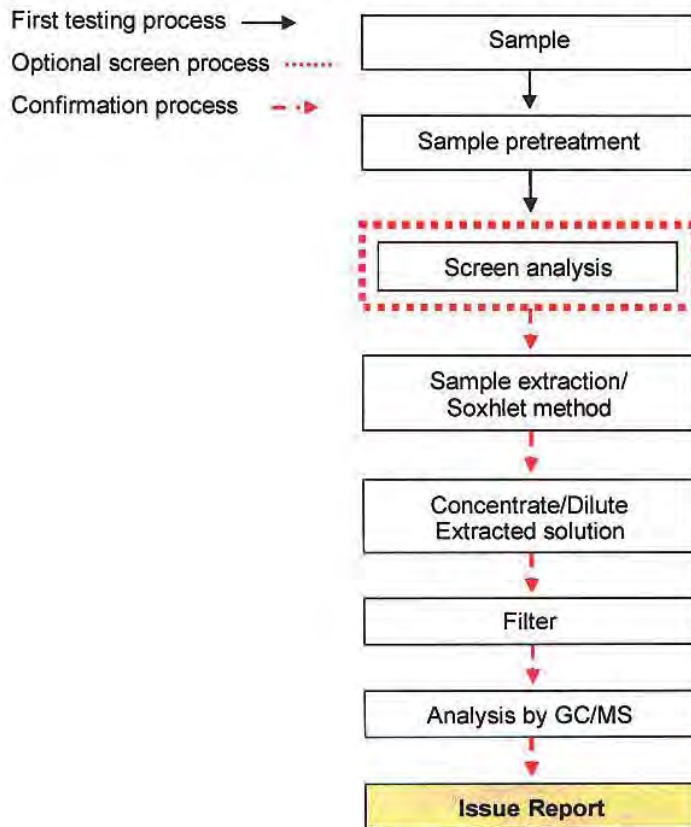 First testing process
Optional screen process
Confirmation process
Sample
Sample pretreatment
Screen analysis
Sample extraction/
Soxhlet method
Concentrate/Dilute
Extracted solution
Filter
Analysis by GC/MS
Issue Report